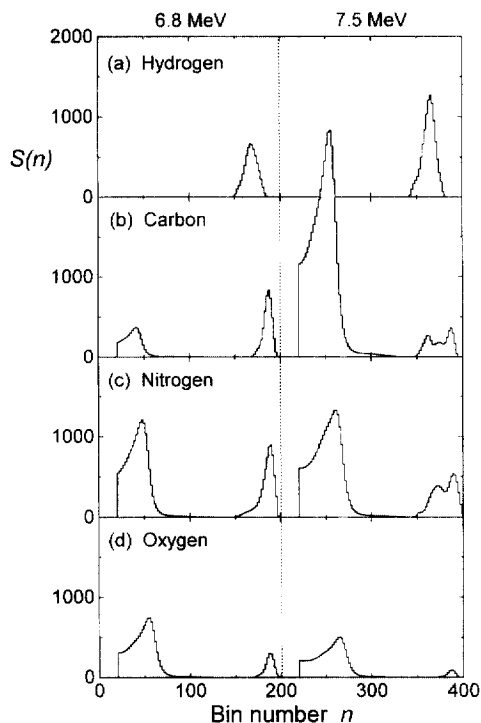 6.8 MeV 7.5 MeV
2000
(a) Hydrogen
1000
S(n)
0
(b) Carbon
1000
0
(c) Nitrogen
1000
0
(d) Oxygen
1000
0
0 100 200 300 400
Bin number n